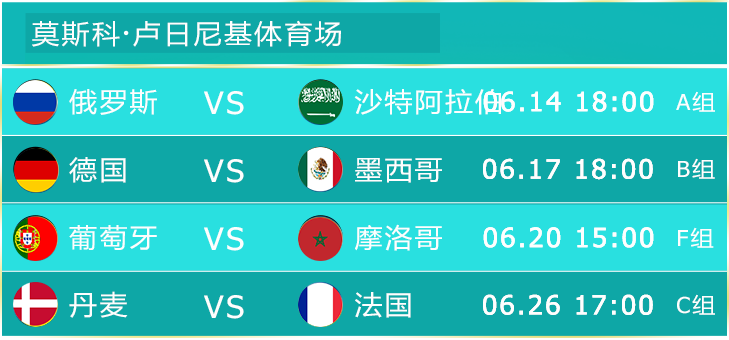 莫斯科·卢日尼基体育场
俄罗斯 VS 沙特阿拉伯 06.14 18:00 A组
德国 VS 墨西哥 06.17 18:00 B组
葡萄牙 VS 摩洛哥 06.20 15:00 F组
丹麦 VS 法国 06.26 17:00 C组